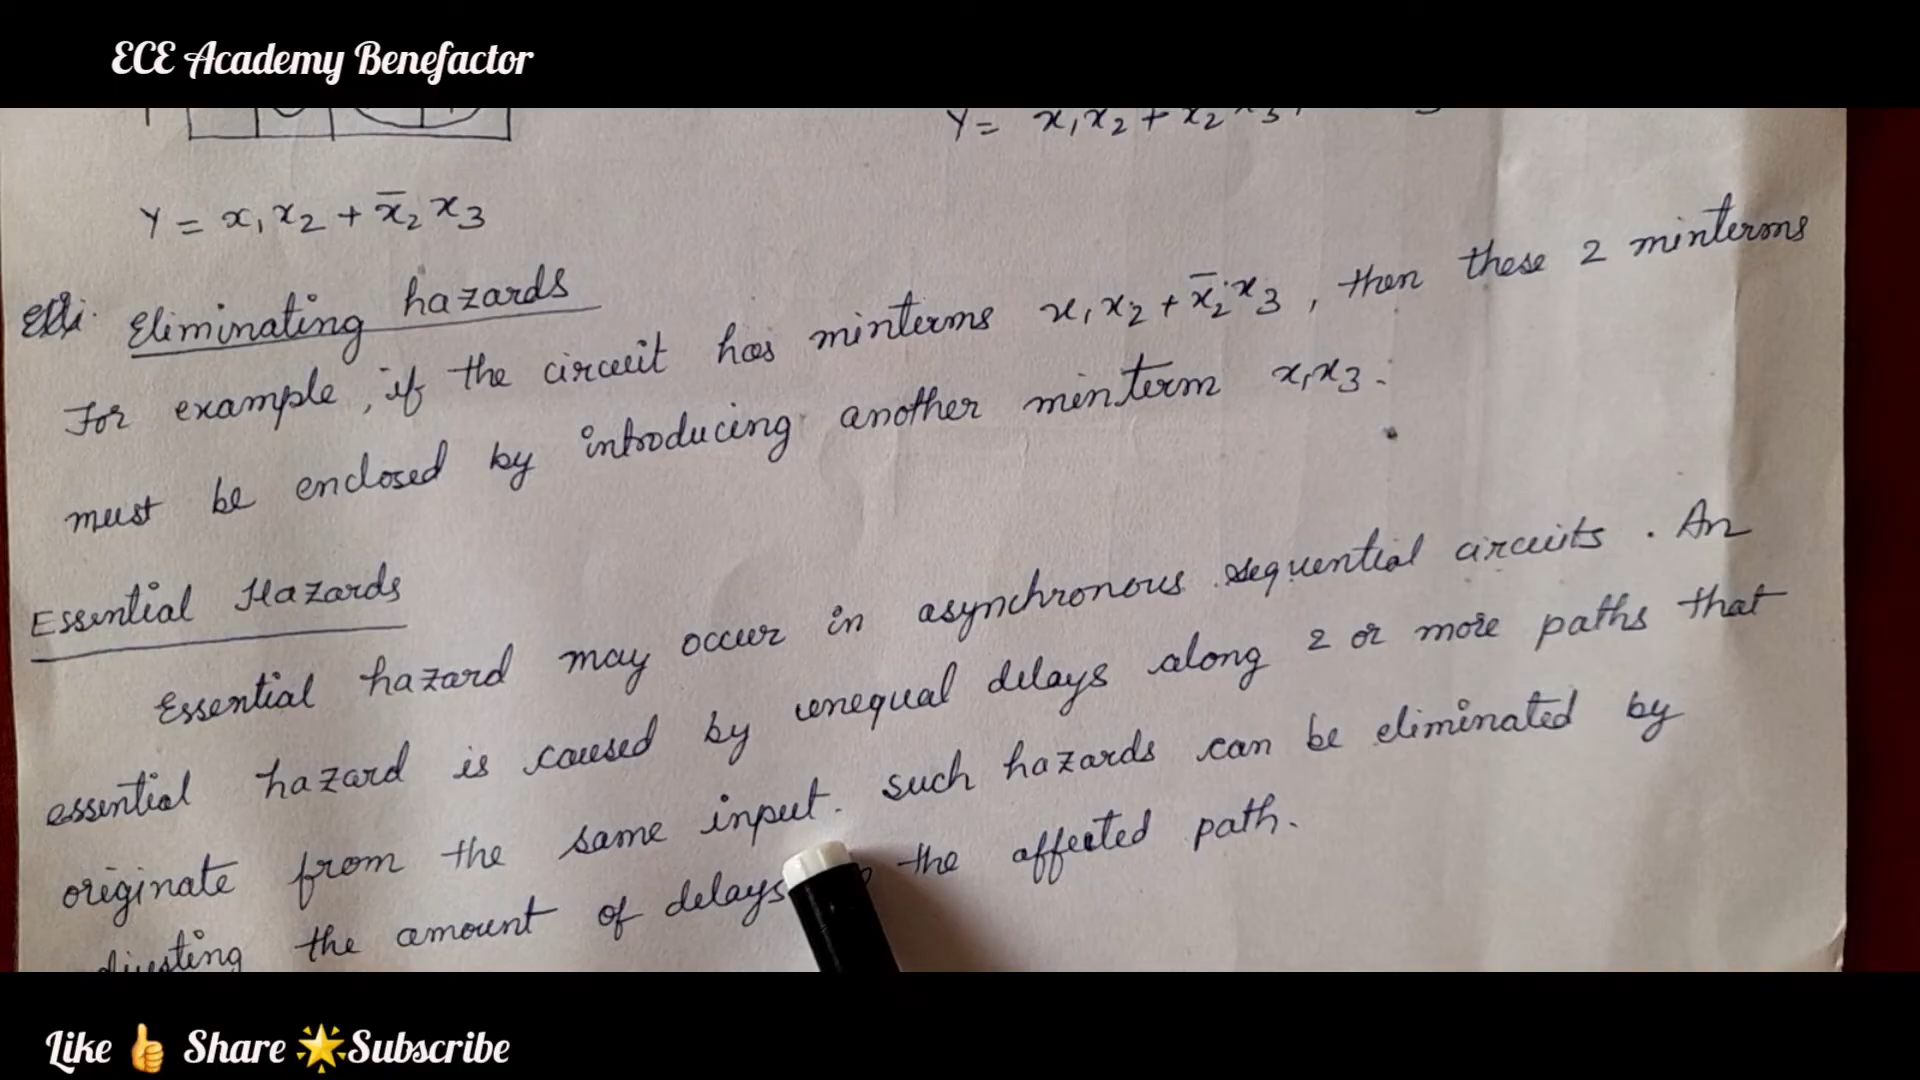 ECE Academy Benefactor
Y = x₁x₂ + x₂
Y = x₁x₂ + x̅₂x₃
Eliminating hazards
For example, if the circuit has minterms x₁x₂ + x̅₂x₃, then these 2 minterms
must be enclosed by introducing another minterm x₁x₃.
Essential Hazards
Essential hazard may occur in asynchronous sequential circuits. An
essential hazard is caused by unequal delays along 2 or more paths that
originate from the same input. Such hazards can be eliminated by
the amount of delays the affected path.
Like 👍 Share 🌟Subscribe